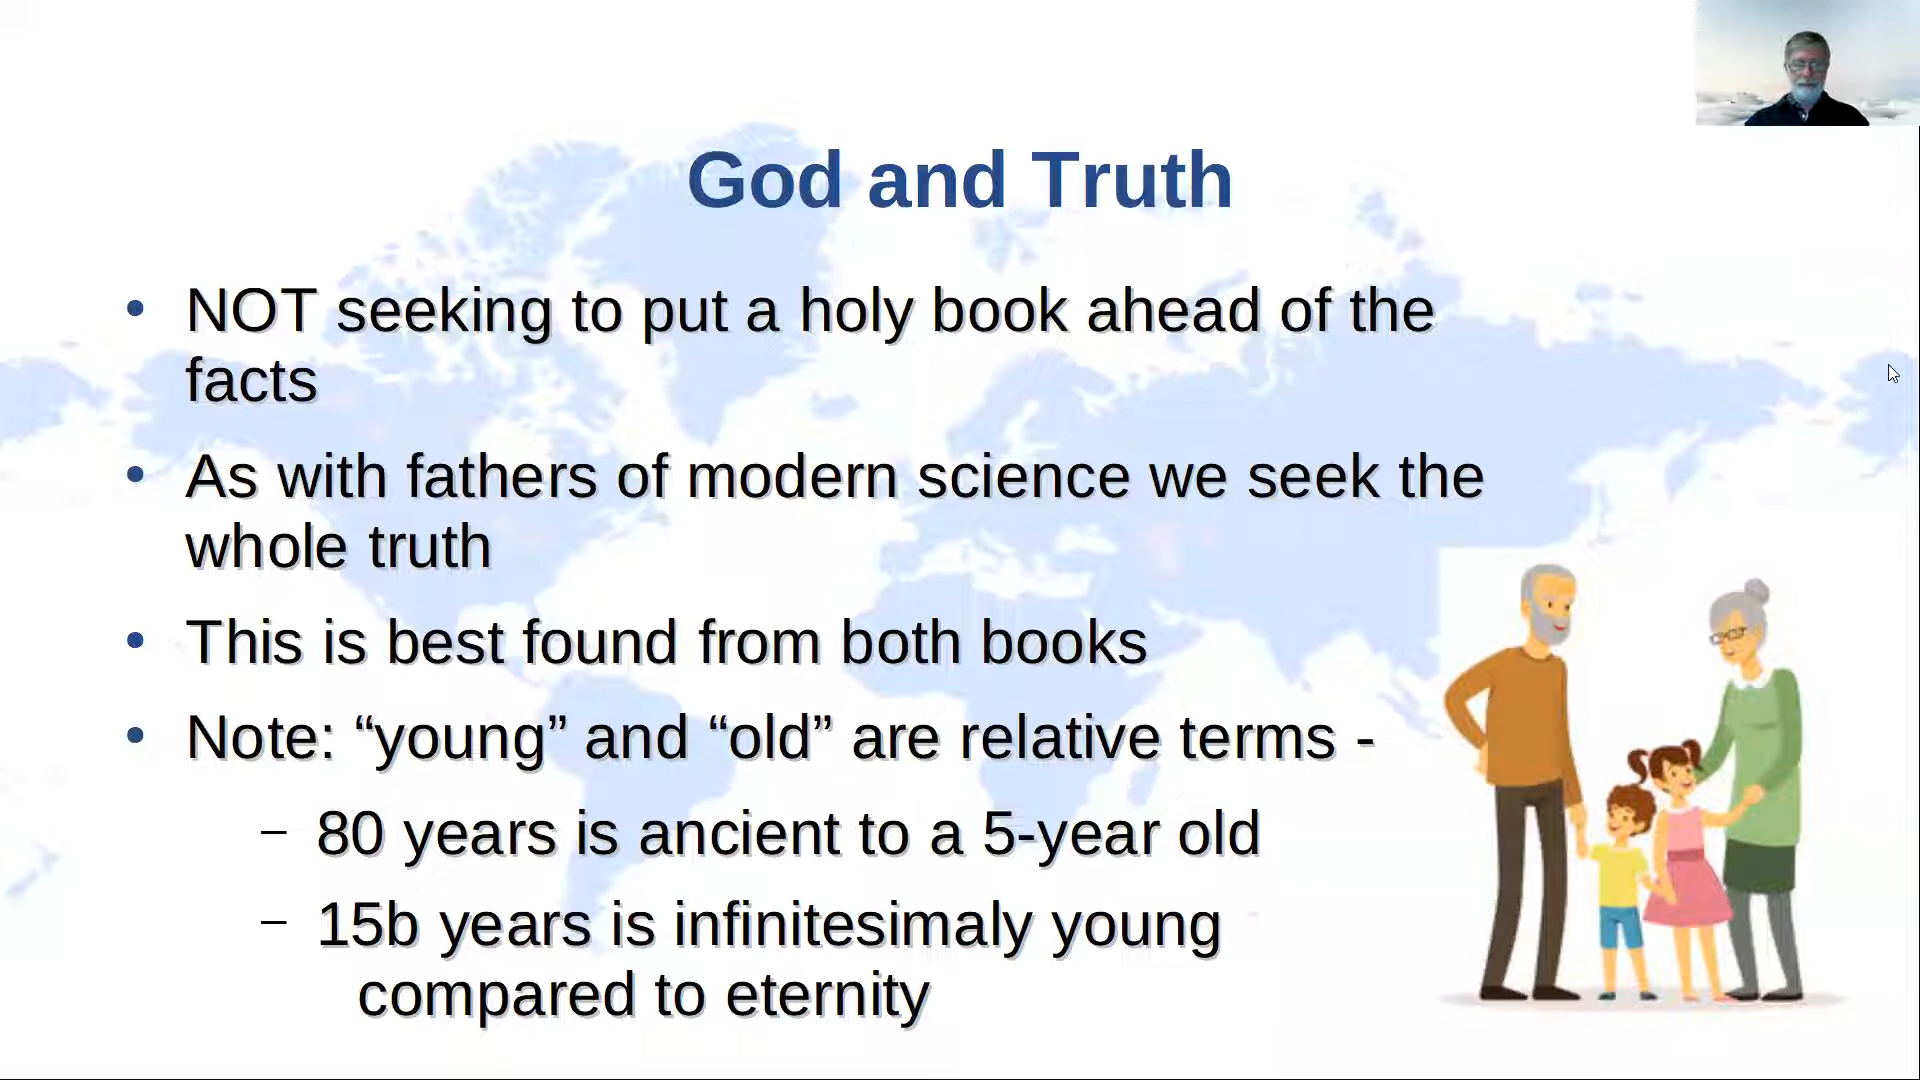 God and Truth
• NOT seeking to put a holy book ahead of the
facts
• As with fathers of modern science we seek the
whole truth
• This is best found from both books
• Note: “young” and “old” are relative terms -
– 80 years is ancient to a 5-year old
– 15b years is infinitesimaly young
compared to eternity